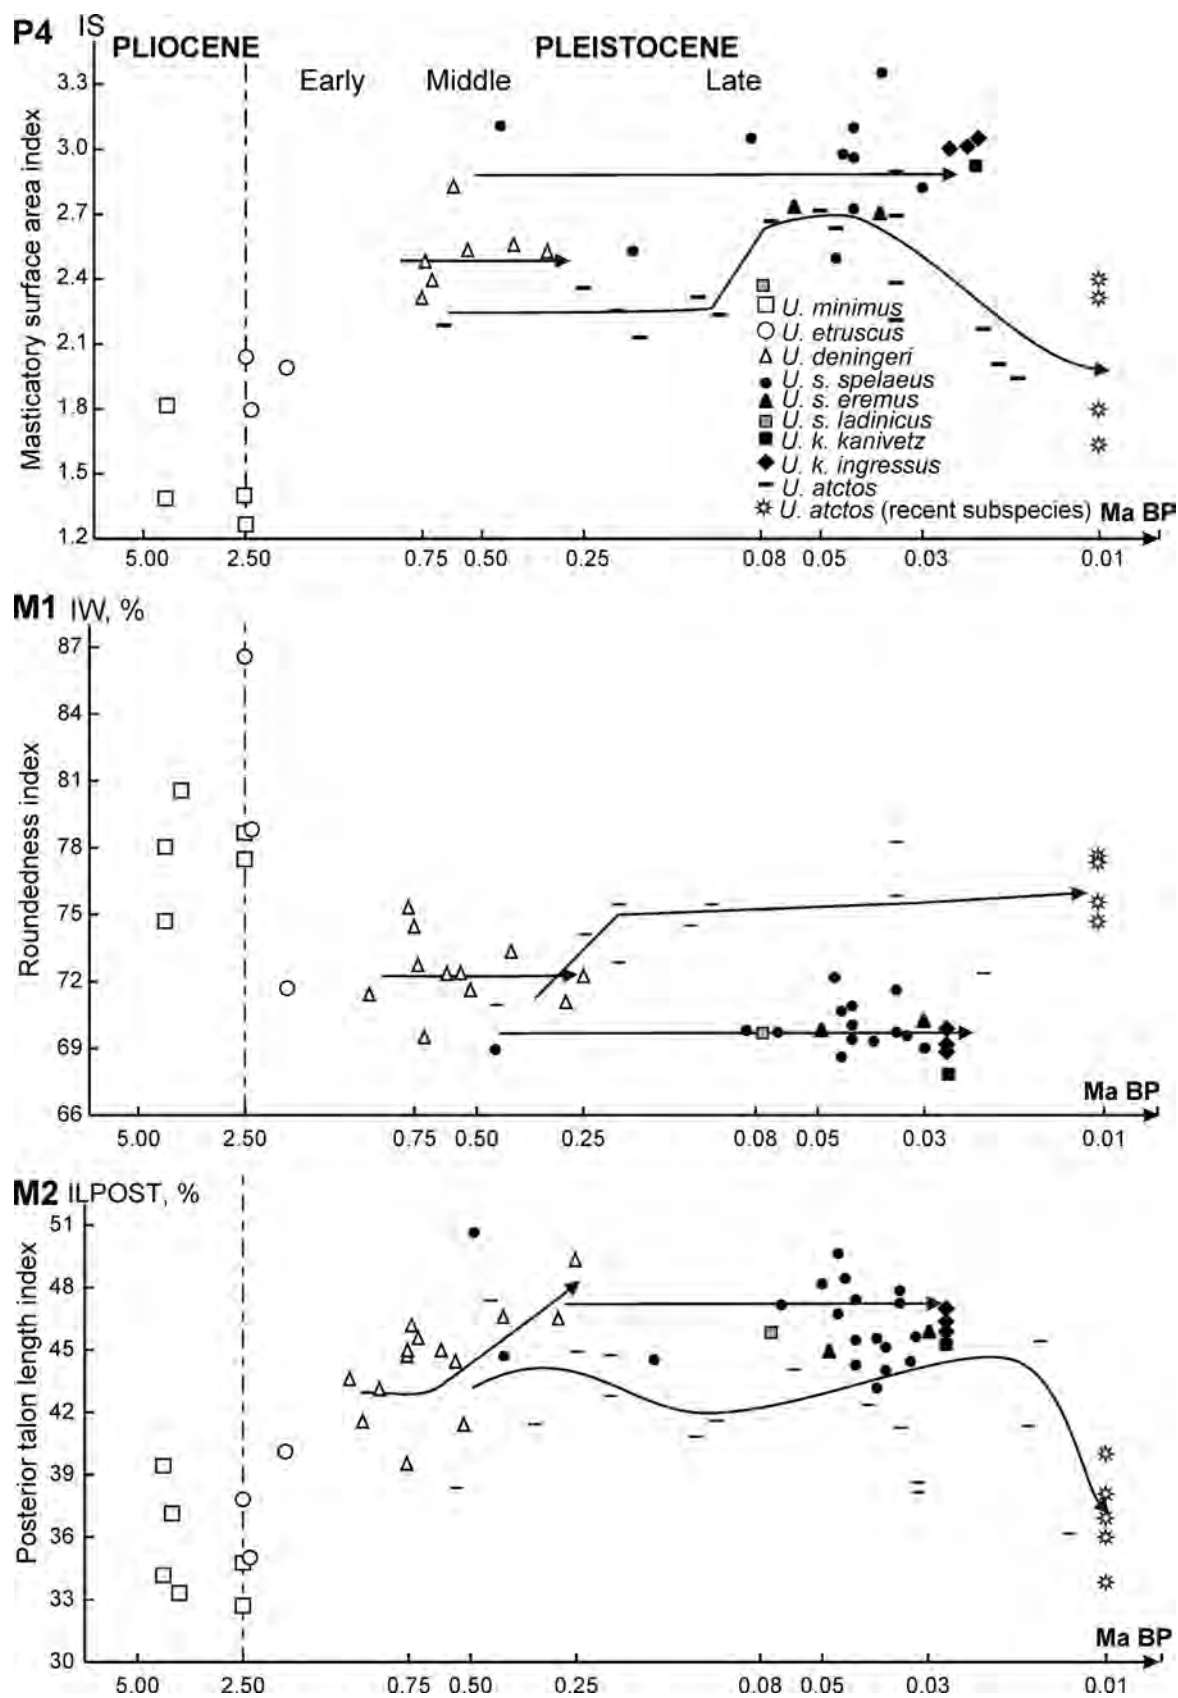 P4 IS
PLIOCENE PLEISTOCENE
Early Middle Late
Masticatory surface area index
3.3
3.0
2.7
2.4
2.1
1.8
1.5
1.2
U. minimus
U. etruscus
U. deningeri
U. s. spelaeus
U. s. eremus
U. s. ladinicus
U. k. kanivetz
U. k. ingressus
U. atctos
U. atctos (recent subspecies)
Ma BP
5.00 2.50 0.75 0.50 0.25 0.08 0.05 0.03 0.01
M1 IW, %
Roundedness index
87
84
81
78
75
72
69
66
Ma BP
5.00 2.50 0.75 0.50 0.25 0.08 0.05 0.03 0.01
M2 ILPOST, %
Posterior talon length index
51
48
45
42
39
36
33
30
Ma BP
5.00 2.50 0.75 0.50 0.25 0.08 0.05 0.03 0.01